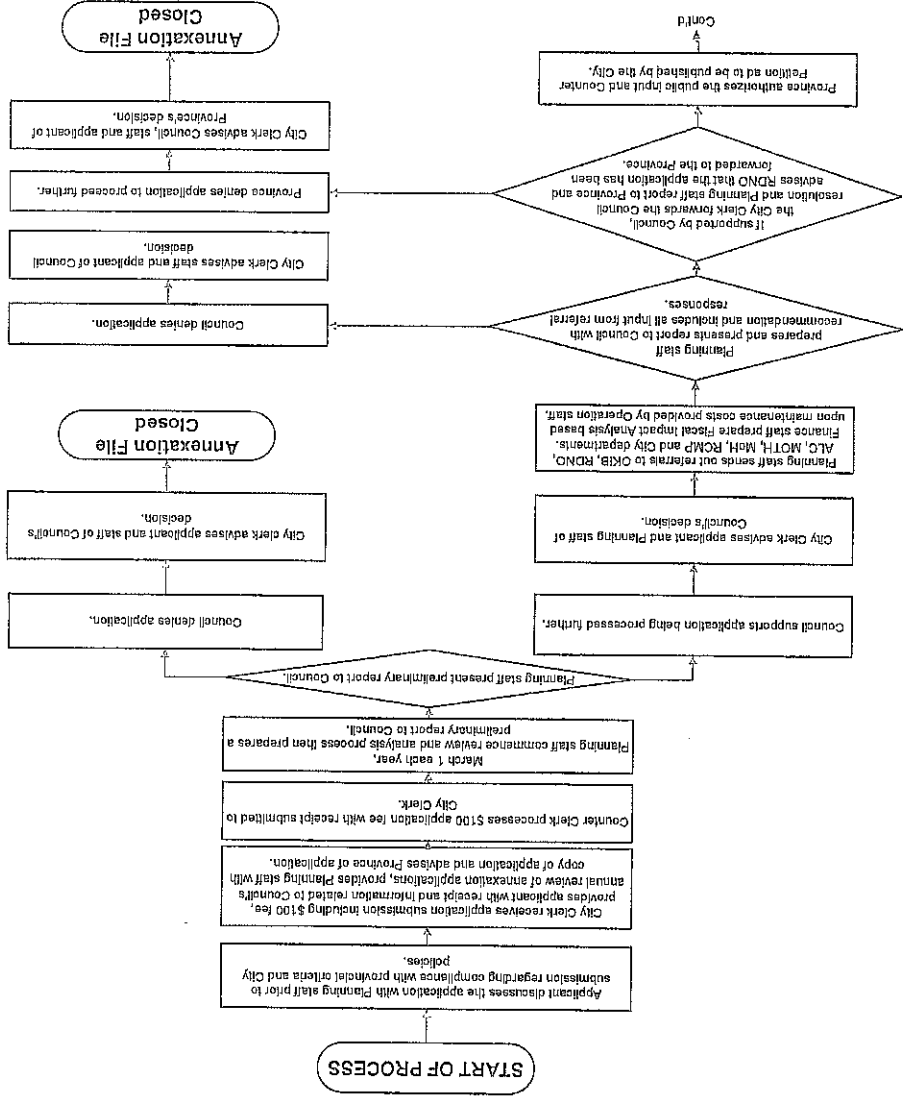 START OF PROCESS
Applicant discusses the application with Planning staff prior to
submission regarding compliance with provincial criteria and City
policies.
City Clerk receives application submission including $100 fee,
provides applicant with receipt and information related to Council's
annual review of annexation applications, provides Planning staff with
copy of application and advises Province of application.
Counter Clerk processes $100 application fee with receipt submitted to
City Clerk.
March 1 each year,
Planning staff commence review and analysis process then prepares a
preliminary report to Council.
Planning staff present preliminary report to Council.
Council supports application being processed further.
City Clerk advises applicant and Planning staff of
Council's decision.
Planning staff sends out referrals to OKIB, RDNO,
ALC, MOTH, MoH, RCMP and City departments.
Finance staff prepare Fiscal Impact Analysis based
upon maintenance costs provided by Operation staff.
Council denies application.
City clerk advises applicant and staff of Council's
decision
Annexation File
Closed
Planning staff
prepares and presents report to Council with
recommendation and includes all input from referral
responses.
Council denies application.
City Clerk advises staff and applicant of Council
decision.
If supported by Council,
the City Clerk forwards the Council
resolution and Planning staff report to Province and
advises RDNO that the application has been
forwarded to the Province.
Province denies application to proceed further.
City Clerk advises Council, staff and applicant of
Province's decision.
Annexation File
Closed
Province authorizes the public input and Counter
Petition ad to be published by the City.
Cont'd